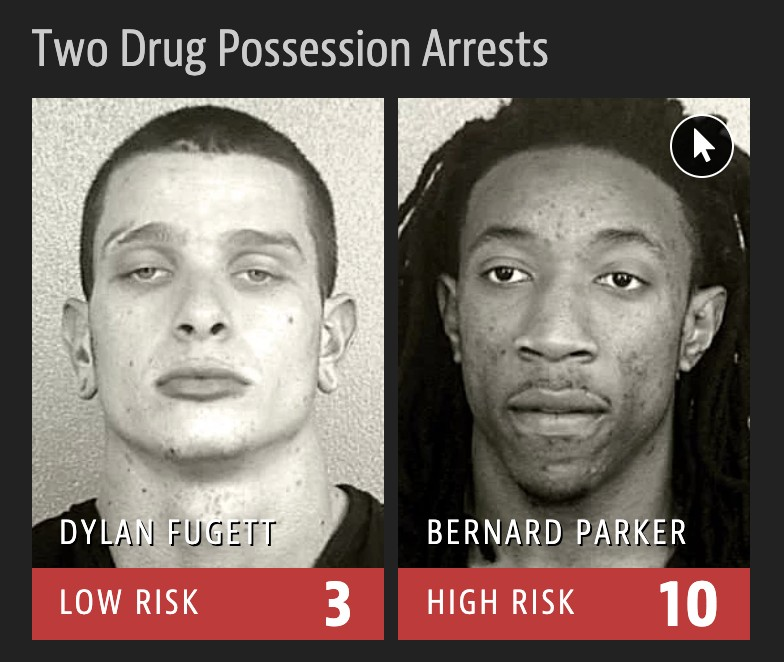 Two Drug Possession Arrests
DYLAN FUGETT
BERNARD PARKER
LOW RISK 3
HIGH RISK 10